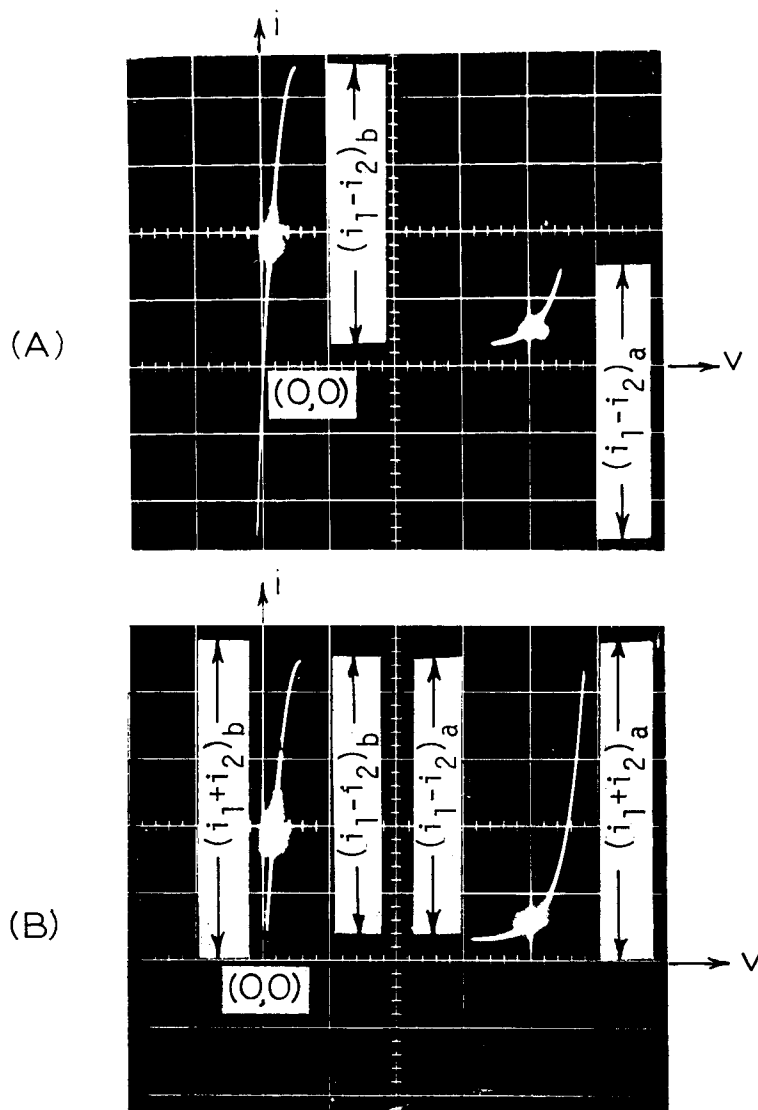 i
(i₁-i₂)b
(A)
(0,0)
v
(i₁-i₂)a
i
(i₁+i₂)b
(i₁-i₂)b
(i₁-i₂)a
(i₁+i₂)a
(B)
(0,0)
v